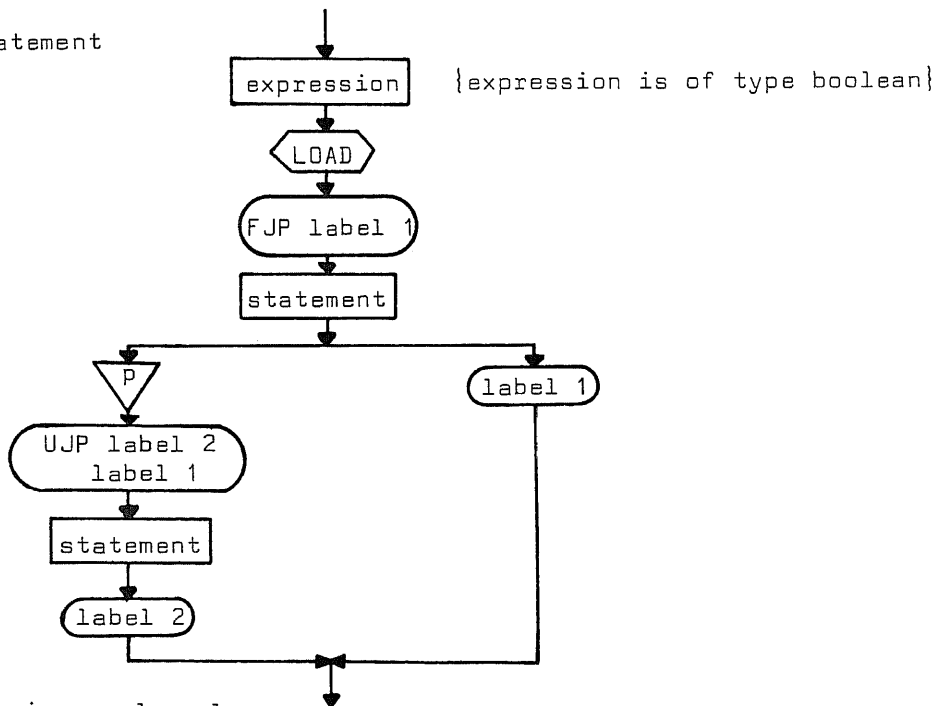 atement
expression
{expression is of type boolean}
LOAD
FJP label 1
statement
p
label 1
UJP label 2
label 1
statement
label 2